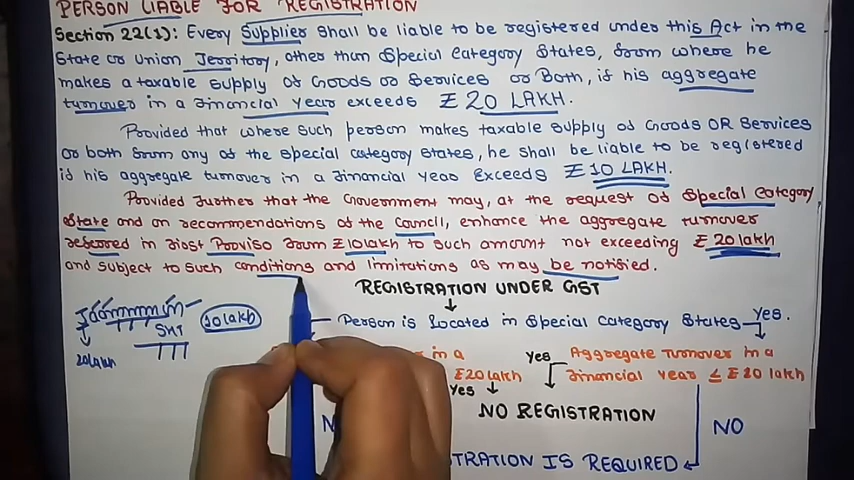 PERSON LIABLE FOR REGISTRATION
Section 22(1): Every Supplier shall be liable to be registered under this Act in the
State or Union Territory, other than Special Category States, from where he
makes a taxable supply of Goods or Services or Both, if his aggregate
turnover in a Financial Year exceeds ₹ 20 LAKH.
Provided that where such person makes taxable supply of Goods OR Services
or both from any of the special category States, he shall be liable to be registered
if his aggregate turnover in a Financial Year Exceeds ₹ 10 LAKH.
Provided further that the Government may, at the request of Special Category
State and on recommendations of the Council, enhance the aggregate turnover
referred in First Proviso from ₹10lakh to such amount not exceeding ₹ 20 lakh
and subject to such conditions and limitations as may be notified.
REGISTRATION UNDER GST
10 lakh
Person is Located in Special Category States
Yes.
20 lakh
in a
₹20 lakh
Yes
Yes
Aggregate Turnover in a
Financial Year ≤ ₹ 20 lakh
NO REGISTRATION
N
NO
TRATION IS REQUIRED